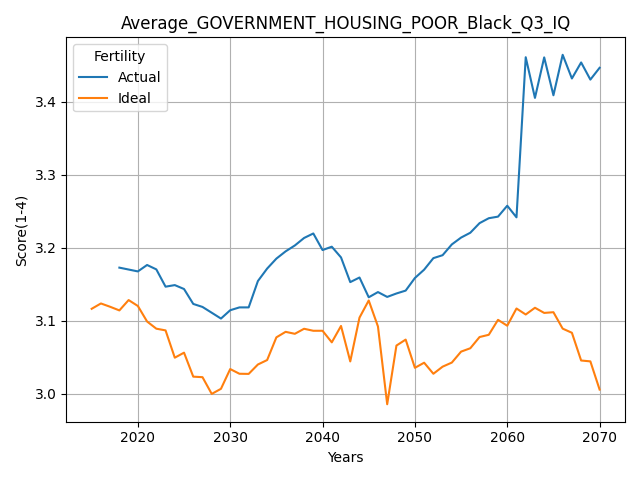 Average_GOVERNMENT_HOUSING_POOR_Black_Q3_IQ
Fertility
Actual
Ideal
Score(1-4)
3.4
3.3
3.2
3.1
3.0
2020 2030 2040 2050 2060 2070
Years